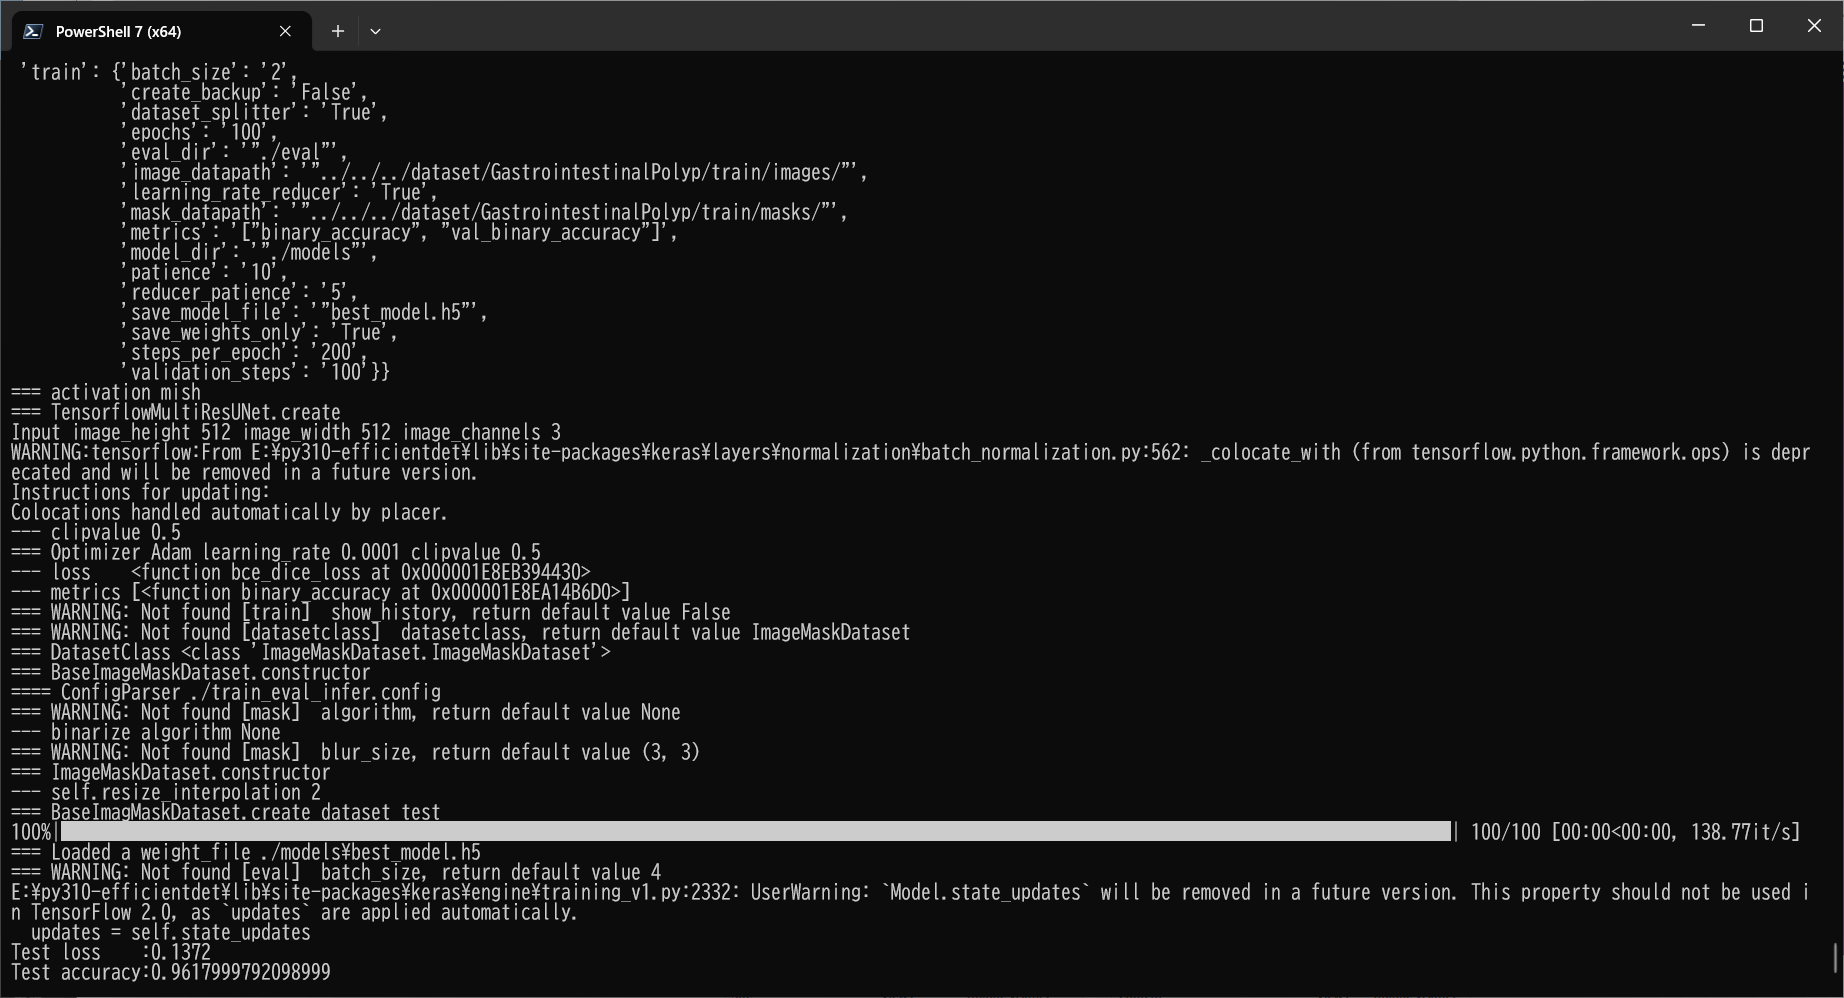 PowerShell 7 (x64)
'train': {'batch_size': '2',
'create_backup': 'False',
'dataset_splitter': 'True',
'epochs': '100',
'eval_dir': '"./eval"',
'image_datapath': '"../../../dataset/GastrointestinalPolyp/train/images/"',
'learning_rate_reducer': 'True',
'mask_datapath': '"../../../dataset/GastrointestinalPolyp/train/masks/"',
'metrics': '["binary_accuracy", "val_binary_accuracy"]',
'model_dir': '"./models"',
'patience': '10',
'reducer_patience': '5',
'save_model_file': '"best_model.h5"',
'save_weights_only': 'True',
'steps_per_epoch': '200',
'validation_steps': '100'}}
=== activation mish
=== TensorflowMultiResUNet.create
Input image_height 512 image_width 512 image_channels 3
WARNING:tensorflow:From E:¥py310-efficientdet¥lib¥site-packages¥keras¥layers¥normalization¥batch_normalization.py:562: _colocate_with (from tensorflow.python.framework.ops) is depr
ecated and will be removed in a future version.
Instructions for updating:
Colocations handled automatically by placer.
--- clipvalue 0.5
=== Optimizer Adam learning_rate 0.0001 clipvalue 0.5
--- loss    <function bce_dice_loss at 0x000001E8EB394430>
--- metrics [<function binary_accuracy at 0x000001E8EA14B6D0>]
=== WARNING: Not found [train]  show_history, return default value False
=== WARNING: Not found [datasetclass]  datasetclass, return default value ImageMaskDataset
=== DatasetClass <class 'ImageMaskDataset.ImageMaskDataset'>
=== BaseImageMaskDataset.constructor
==== ConfigParser ./train_eval_infer.config
=== WARNING: Not found [mask]  algorithm, return default value None
--- binarize algorithm None
=== WARNING: Not found [mask]  blur_size, return default value (3, 3)
=== ImageMaskDataset.constructor
--- self.resize_interpolation 2
=== BaseImagMaskDataset.create dataset test
100%| | 100/100 [00:00<00:00, 138.77it/s]
=== Loaded a weight_file ./models¥best_model.h5
=== WARNING: Not found [eval]  batch_size, return default value 4
E:¥py310-efficientdet¥lib¥site-packages¥keras¥engine¥training_v1.py:2332: UserWarning: `Model.state_updates` will be removed in a future version. This property should not be used i
n TensorFlow 2.0, as `updates` are applied automatically.
updates = self.state_updates
Test loss    :0.1372
Test accuracy:0.9617999792098999